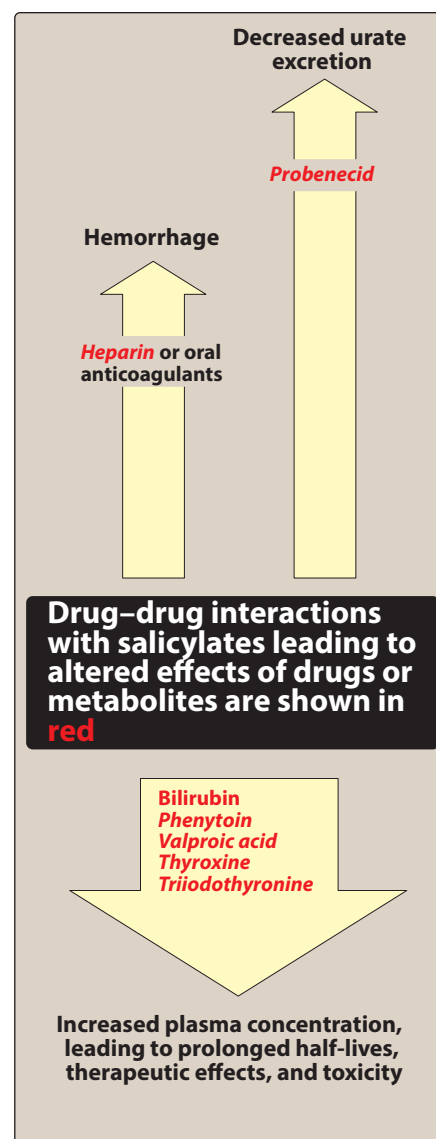 Decreased urate
excretion
Probenecid
Hemorrhage
Heparin or oral
anticoagulants
Drug–drug interactions
with salicylates leading to
altered effects of drugs or
metabolites are shown in
red
Bilirubin
Phenytoin
Valproic acid
Thyroxine
Triiodothyronine
Increased plasma concentration,
leading to prolonged half-lives,
therapeutic effects, and toxicity